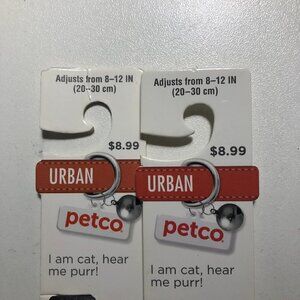 Adjusts from 8–12 IN
(20–30 cm)
$8.99
URBAN
petco
I am cat, hear
me purr!
Adjusts from 8–12 IN
(20–30 cm)
$8.99
URBAN
petco
I am cat, hear
me purr!